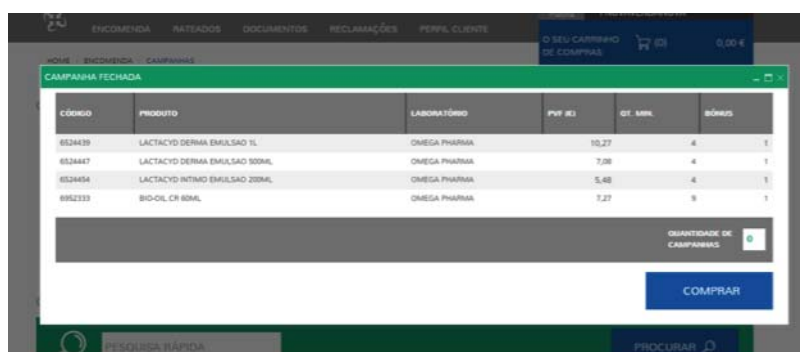 ENCOMENDA RATEADOS DOCUMENTOS RECLAMAÇÕES PERFIL CLIENTE
O SEU CARRINHO DE COMPRAS (0) 0,00 €
HOME ENCOMENDA CAMPANHAS
CAMPANHA FECHADA
CÓDIGO PRODUTO LABORATÓRIO PVF (€) QT. MIN. BÓNUS
6524439 LACTACYD DERMA EMULSAO 1L OMEGA PHARMA 10,27 4 1
6524447 LACTACYD DERMA EMULSAO 500ML OMEGA PHARMA 7,08 4 1
6524454 LACTACYD INTIMO EMULSAO 200ML OMEGA PHARMA 5,48 4 1
6952333 BIO-OIL CR 60ML OMEGA PHARMA 7,27 9 1
QUANTIDADE DE CAMPANHAS 0
COMPRAR
PESQUISA RÁPIDA PROCURAR